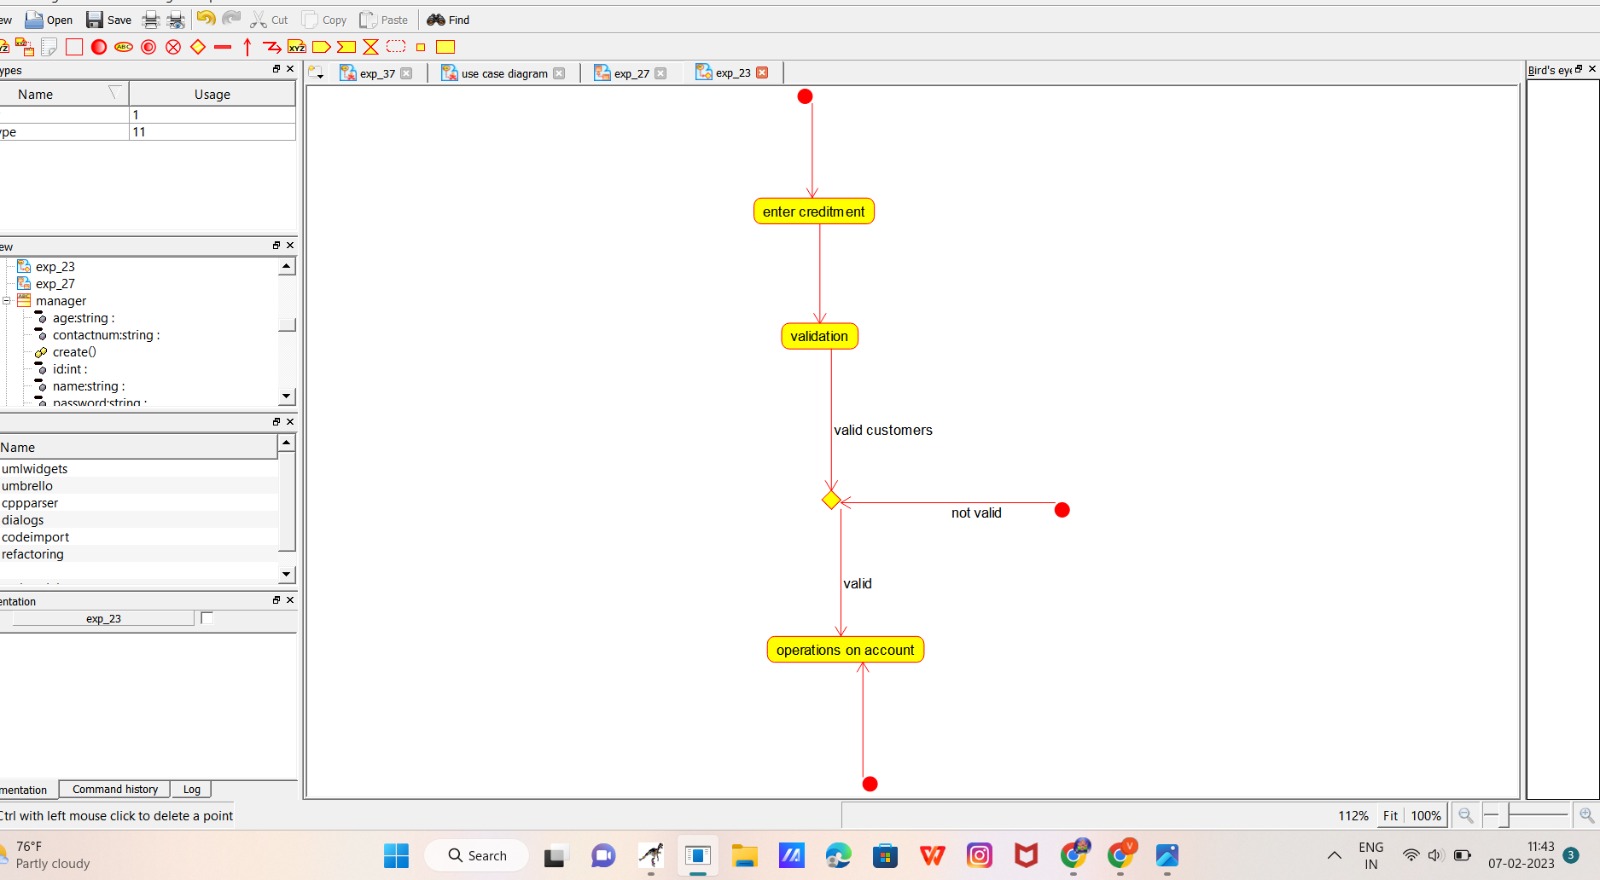 ew Open Save Cut Copy Paste Find
ABC XYZ
ypes
Name Usage
1
ype 11
ew
exp_23
exp_27
manager
age:string :
contactnum:string :
create()
id:int :
name:string :
password:string :
Name
umlwidgets
umbrello
cppparser
dialogs
codeimport
refactoring
entation
exp_23
mentation Command history Log
Ctrl with left mouse click to delete a point
exp_37 use case diagram exp_27 exp_23
enter creditment
validation
valid customers
not valid
valid
operations on account
Bird's eye
112% Fit 100%
76°F
Partly cloudy
Search
ENG
IN
11:43
07-02-2023
3